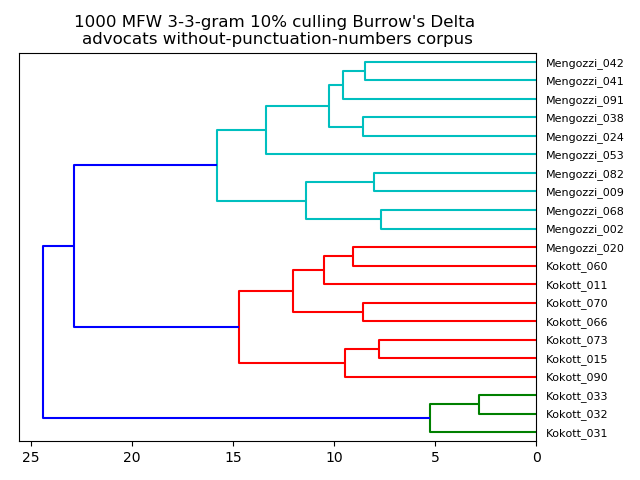 1000 MFW 3-3-gram 10% culling Burrow's Delta
advocats without-punctuation-numbers corpus
Mengozzi_042
Mengozzi_041
Mengozzi_091
Mengozzi_038
Mengozzi_024
Mengozzi_053
Mengozzi_082
Mengozzi_009
Mengozzi_068
Mengozzi_002
Mengozzi_020
Kokott_060
Kokott_011
Kokott_070
Kokott_066
Kokott_073
Kokott_015
Kokott_090
Kokott_033
Kokott_032
Kokott_031
25 20 15 10 5 0